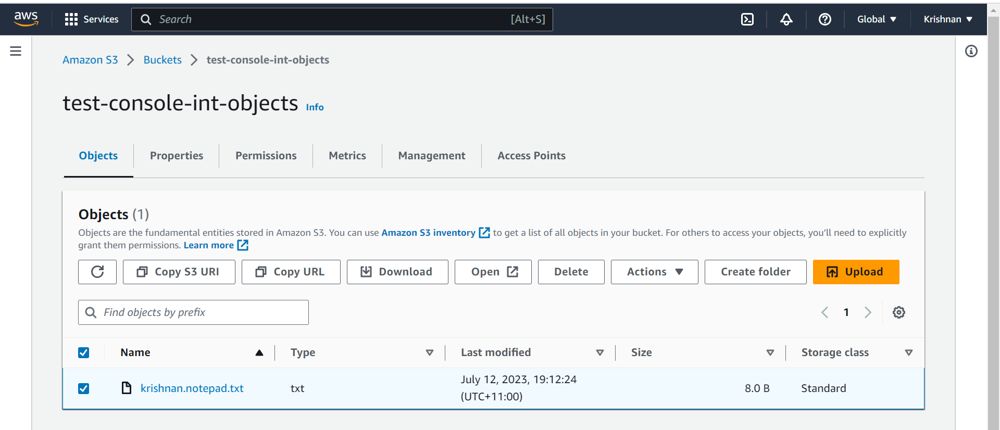 aws Services Search [Alt+S] Global Krishnan
Amazon S3 Buckets test-console-int-objects
test-console-int-objects Info
Objects Properties Permissions Metrics Management Access Points
Objects (1)
Objects are the fundamental entities stored in Amazon S3. You can use Amazon S3 inventory to get a list of all objects in your bucket. For others to access your objects, you’ll need to explicitly
grant them permissions. Learn more
Copy S3 URI Copy URL Download Open Delete Actions Create folder Upload
Find objects by prefix 1
Name Type Last modified Size Storage class
krishnan.notepad.txt txt July 12, 2023, 19:12:24 8.0 B Standard
(UTC+11:00)